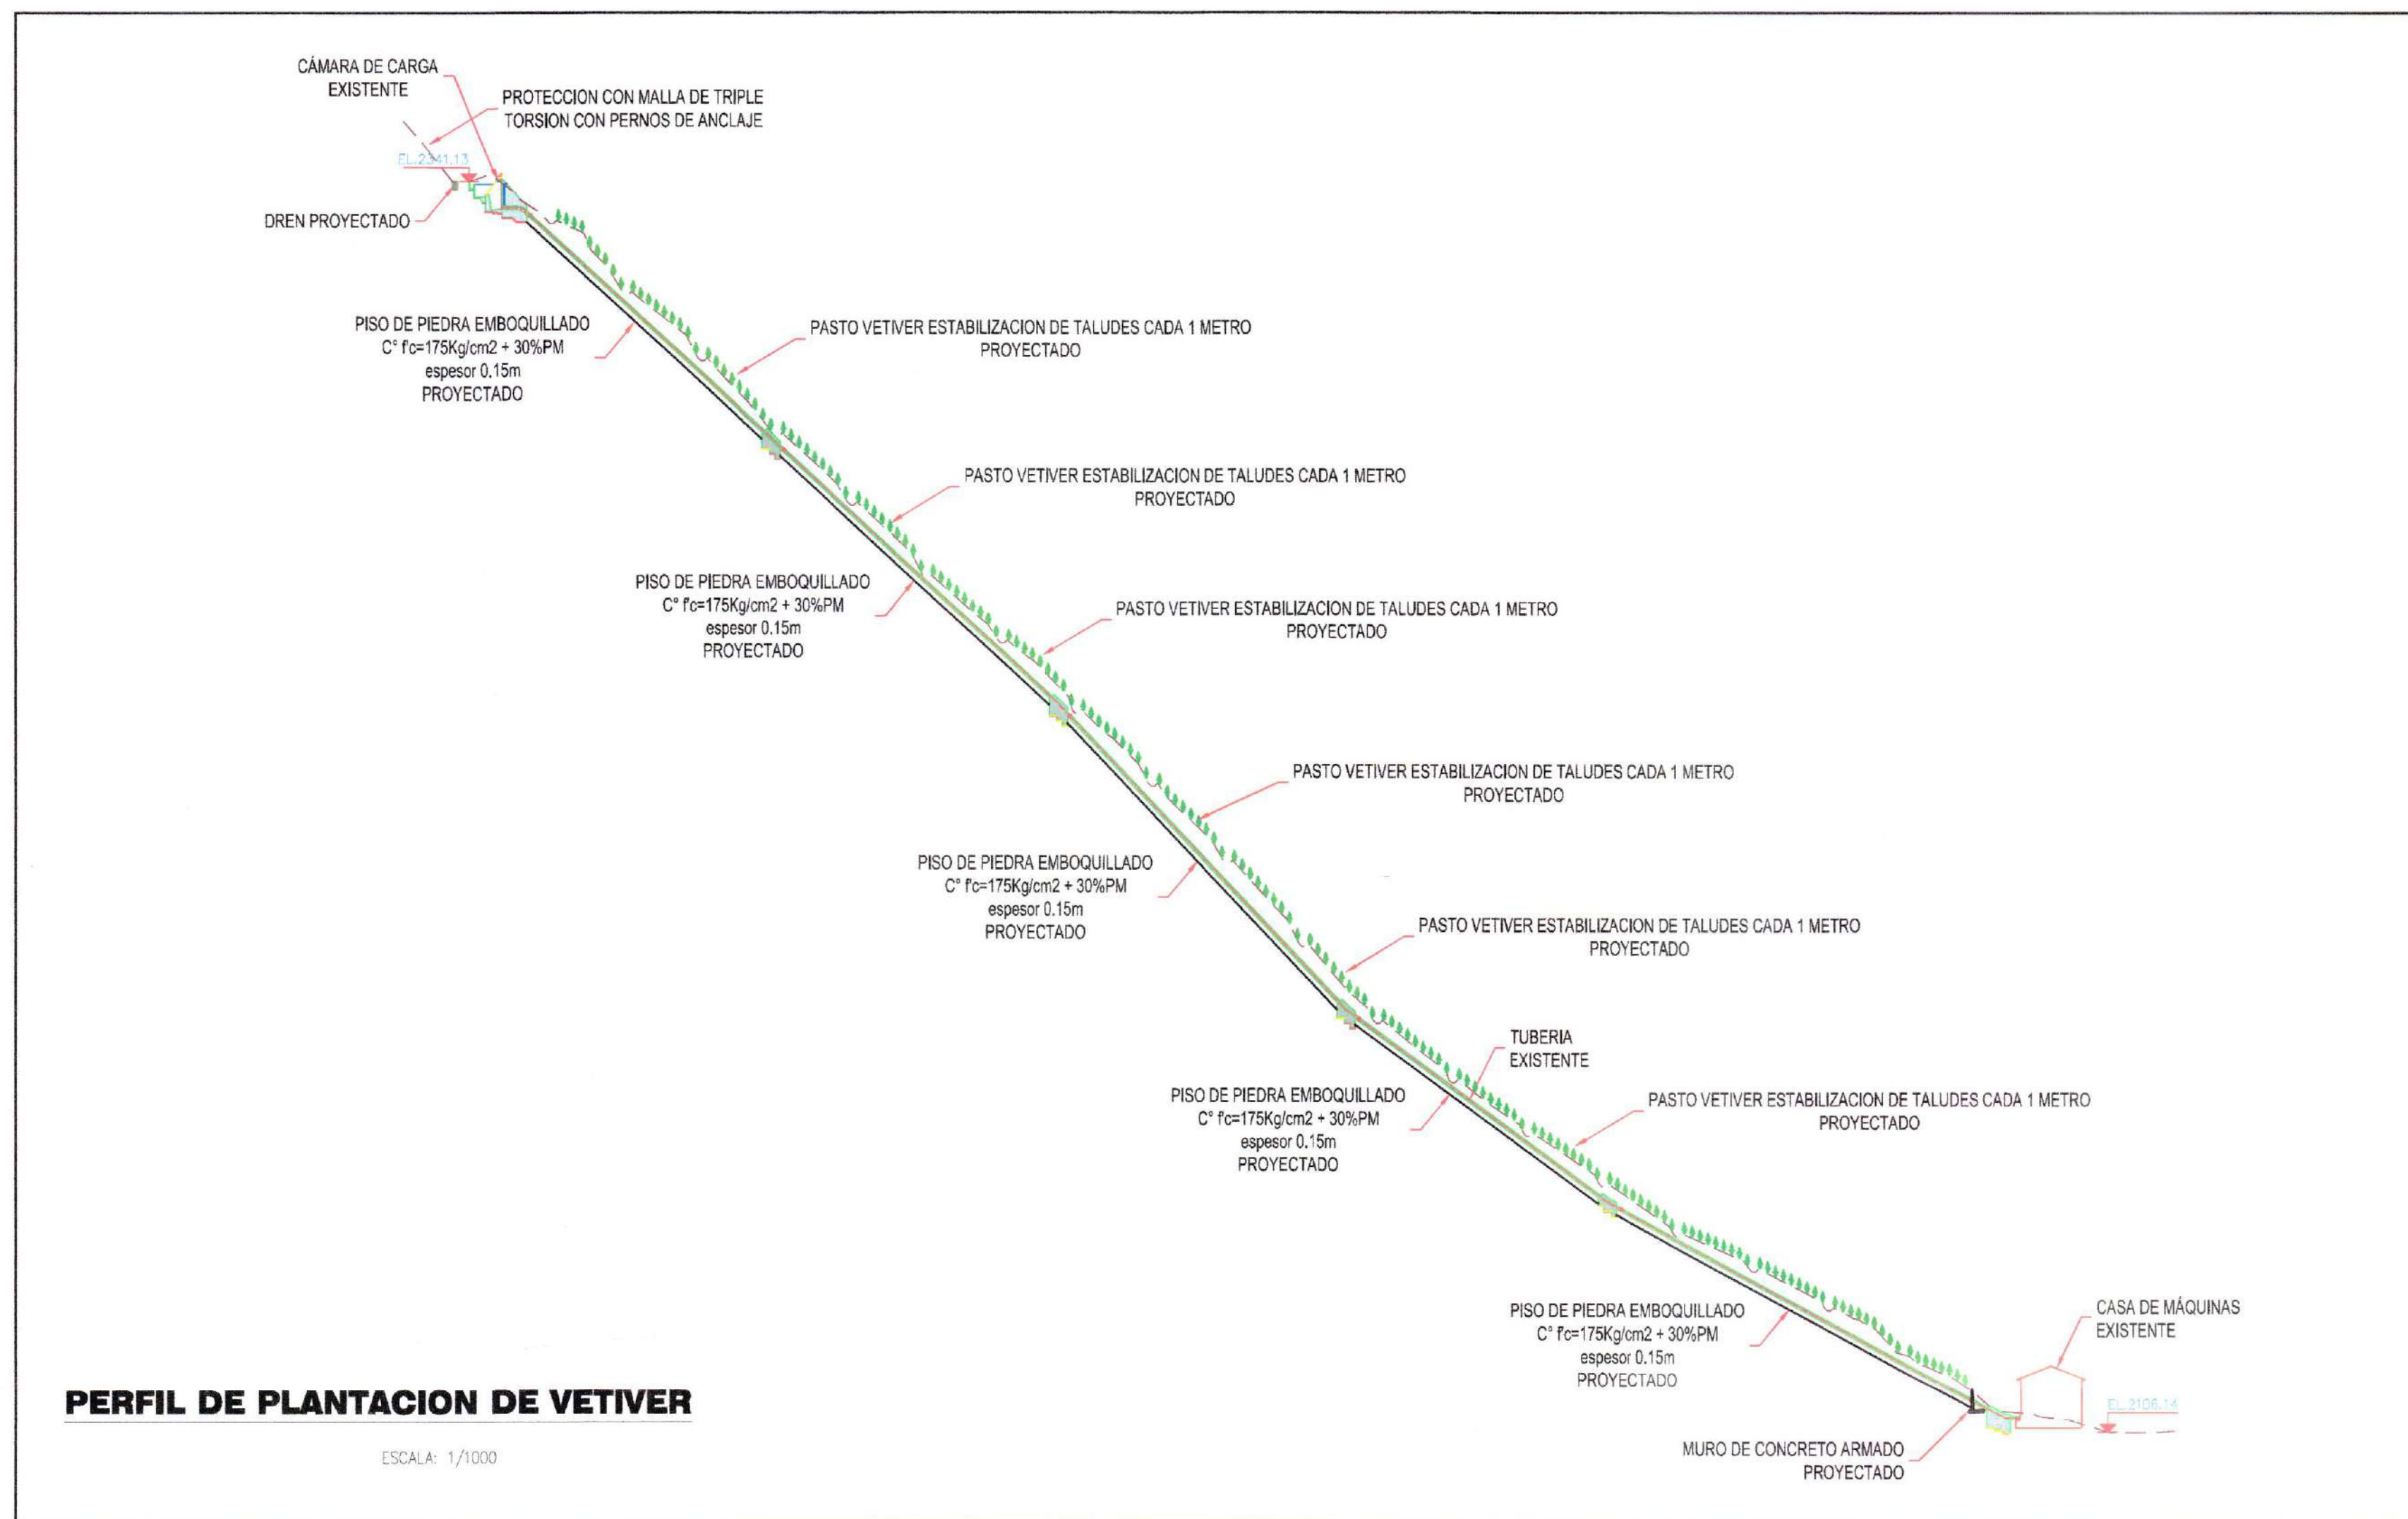 CÁMARA DE CARGA
EXISTENTE
PROTECCION CON MALLA DE TRIPLE
TORSION CON PERNOS DE ANCLAJE
EL.2341.13
DREN PROYECTADO
PISO DE PIEDRA EMBOQUILLADO
C° f'c=175Kg/cm2 + 30%PM
espesor 0.15m
PROYECTADO
PASTO VETIVER ESTABILIZACION DE TALUDES CADA 1 METRO
PROYECTADO
PASTO VETIVER ESTABILIZACION DE TALUDES CADA 1 METRO
PROYECTADO
PISO DE PIEDRA EMBOQUILLADO
C° f'c=175Kg/cm2 + 30%PM
espesor 0.15m
PROYECTADO
PASTO VETIVER ESTABILIZACION DE TALUDES CADA 1 METRO
PROYECTADO
PASTO VETIVER ESTABILIZACION DE TALUDES CADA 1 METRO
PROYECTADO
PISO DE PIEDRA EMBOQUILLADO
C° f'c=175Kg/cm2 + 30%PM
espesor 0.15m
PROYECTADO
PASTO VETIVER ESTABILIZACION DE TALUDES CADA 1 METRO
PROYECTADO
TUBERIA
EXISTENTE
PISO DE PIEDRA EMBOQUILLADO
C° f'c=175Kg/cm2 + 30%PM
espesor 0.15m
PROYECTADO
PASTO VETIVER ESTABILIZACION DE TALUDES CADA 1 METRO
PROYECTADO
PISO DE PIEDRA EMBOQUILLADO
C° f'c=175Kg/cm2 + 30%PM
espesor 0.15m
PROYECTADO
CASA DE MÁQUINAS
EXISTENTE
EL.2106.14
MURO DE CONCRETO ARMADO
PROYECTADO
PERFIL DE PLANTACION DE VETIVER
ESCALA: 1/1000